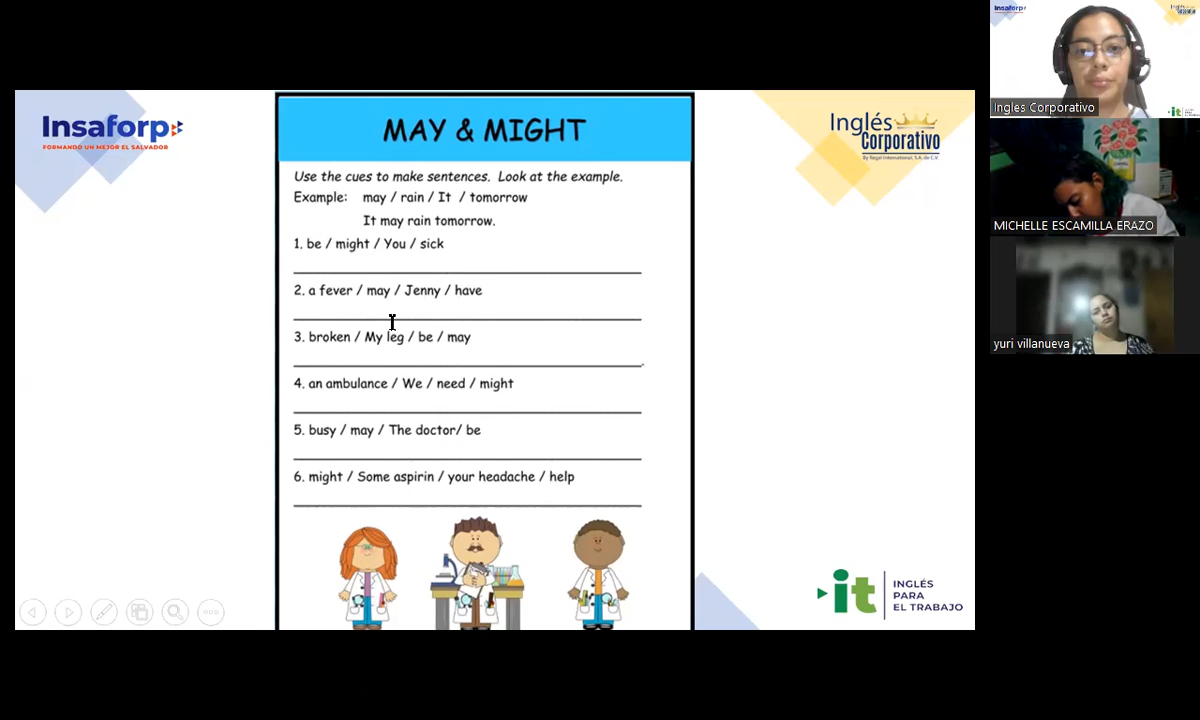 Insaforp
FORMANDO UN MEJOR EL SALVADOR
MAY & MIGHT
Use the cues to make sentences. Look at the example.
Example: may / rain / It / tomorrow
It may rain tomorrow.
1. be / might / You / sick
2. a fever / may / Jenny / have
3. broken / My leg / be / may
4. an ambulance / We / need / might
5. busy / may / The doctor/ be
6. might / Some aspirin / your headache / help
Inglés
Corporativo
By Regal International, S.A. de C.V.
it
INGLÉS
PARA
EL TRABAJO
Insaforp
Ingles Corporativo
it
MICHELLE ESCAMILLA ERAZO
yuri villanueva